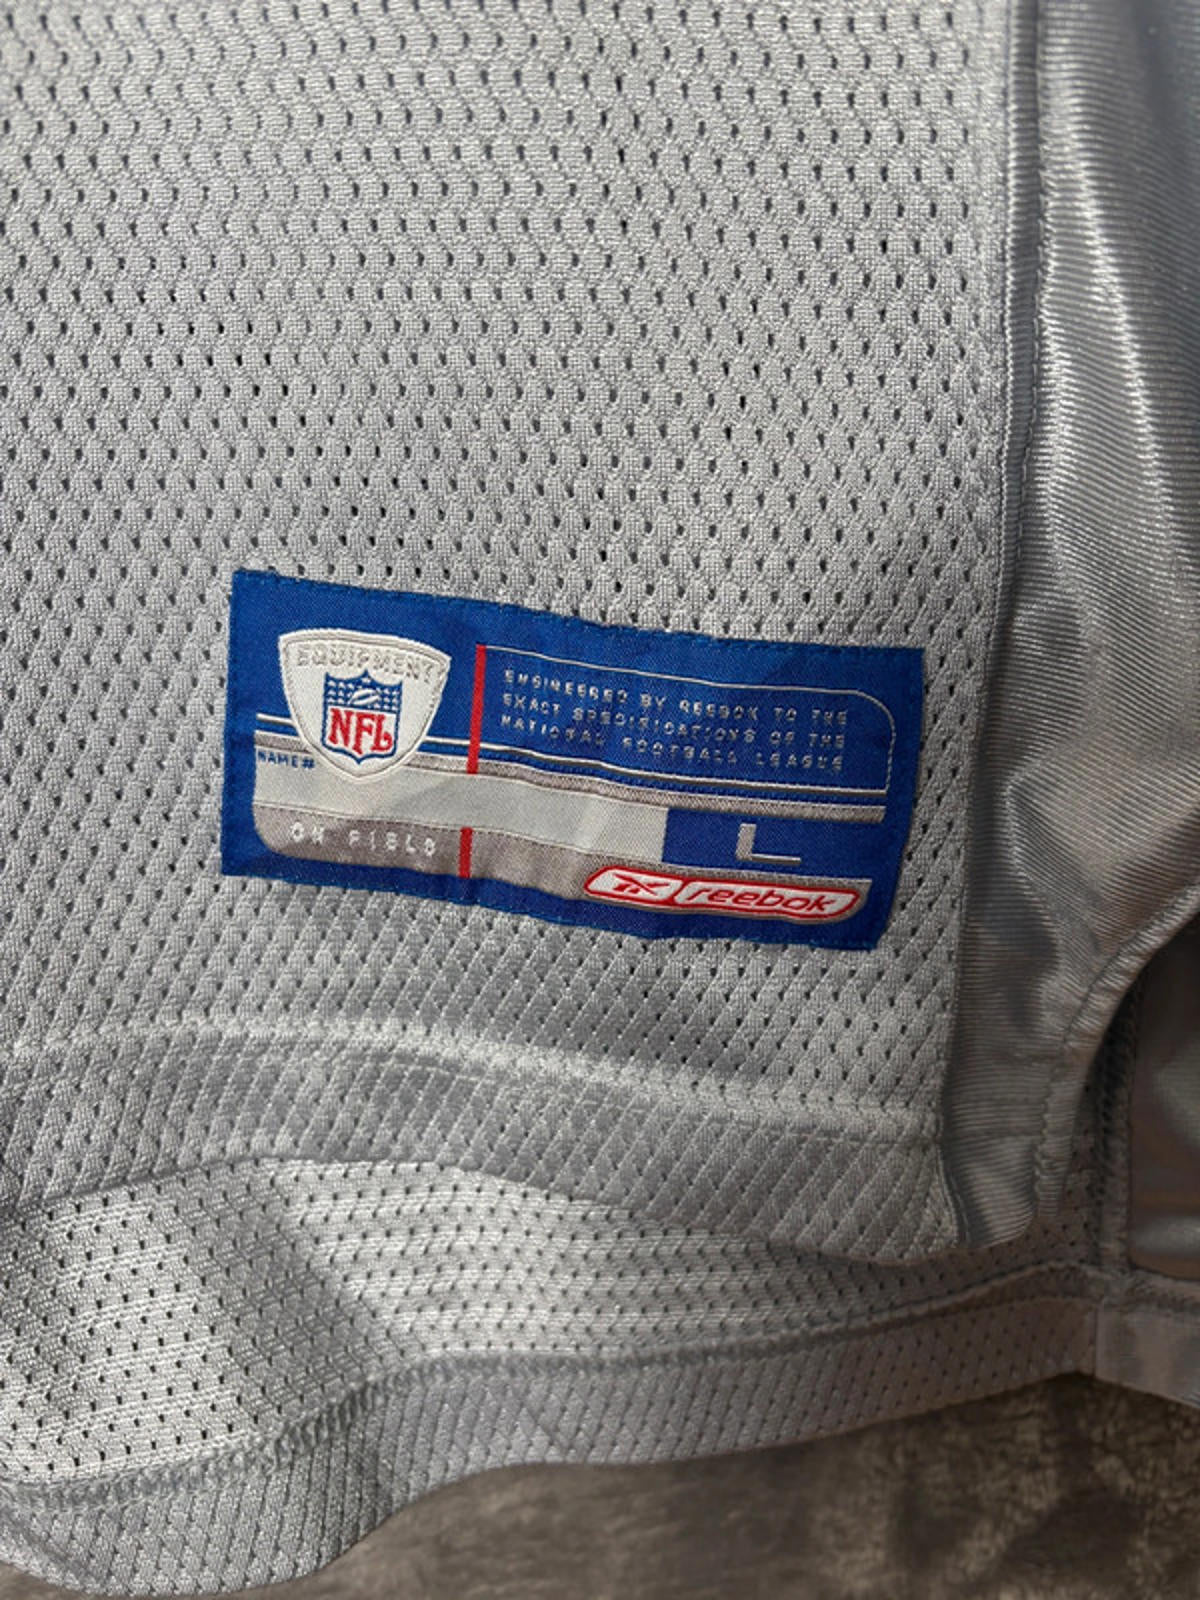 EQUIPMENT
NFL
ENGINEERED BY REEBOK TO THE
EXACT SPECIFICATIONS OF THE
NATIONAL FOOTBALL LEAGUE
NAME#
L
ON FIELD
reebok